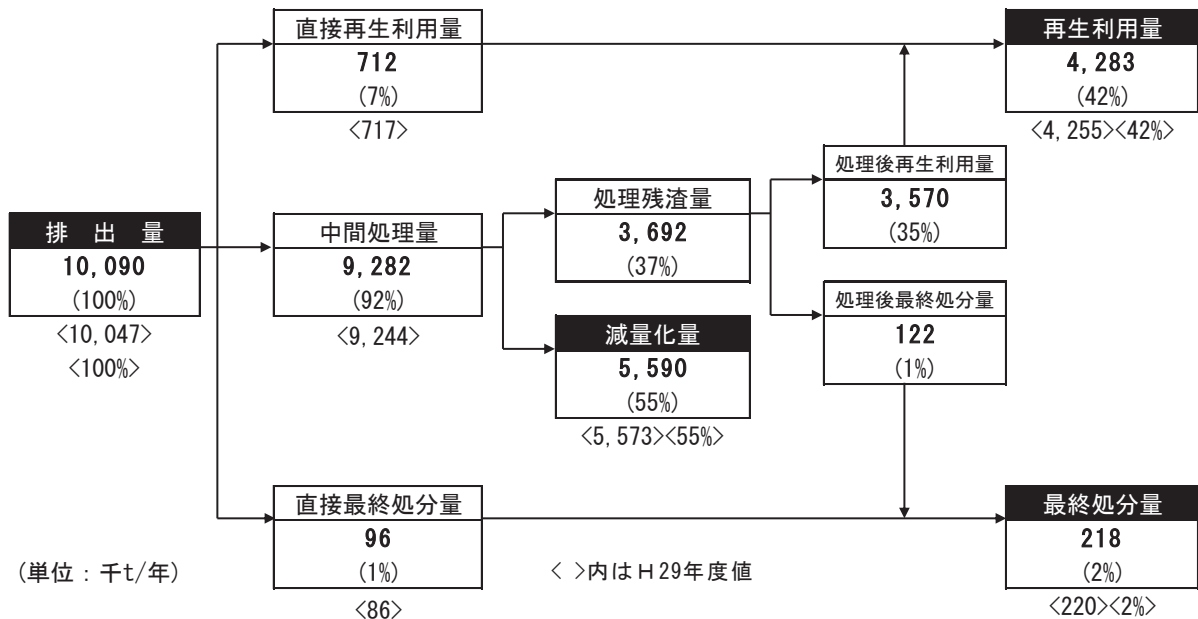 直接再生利用量
712
(7%)
<717>
再生利用量
4,283
(42%)
<4,255><42%>
排 出 量
10,090
(100%)
<10,047>
<100%>
中間処理量
9,282
(92%)
<9,244>
処理残渣量
3,692
(37%)
減量化量
5,590
(55%)
<5,573><55%>
処理後再生利用量
3,570
(35%)
処理後最終処分量
122
(1%)
直接最終処分量
96
(1%)
<86>
最終処分量
218
(2%)
<220><2%>
(単位:千t/年)
< >内はH29年度値